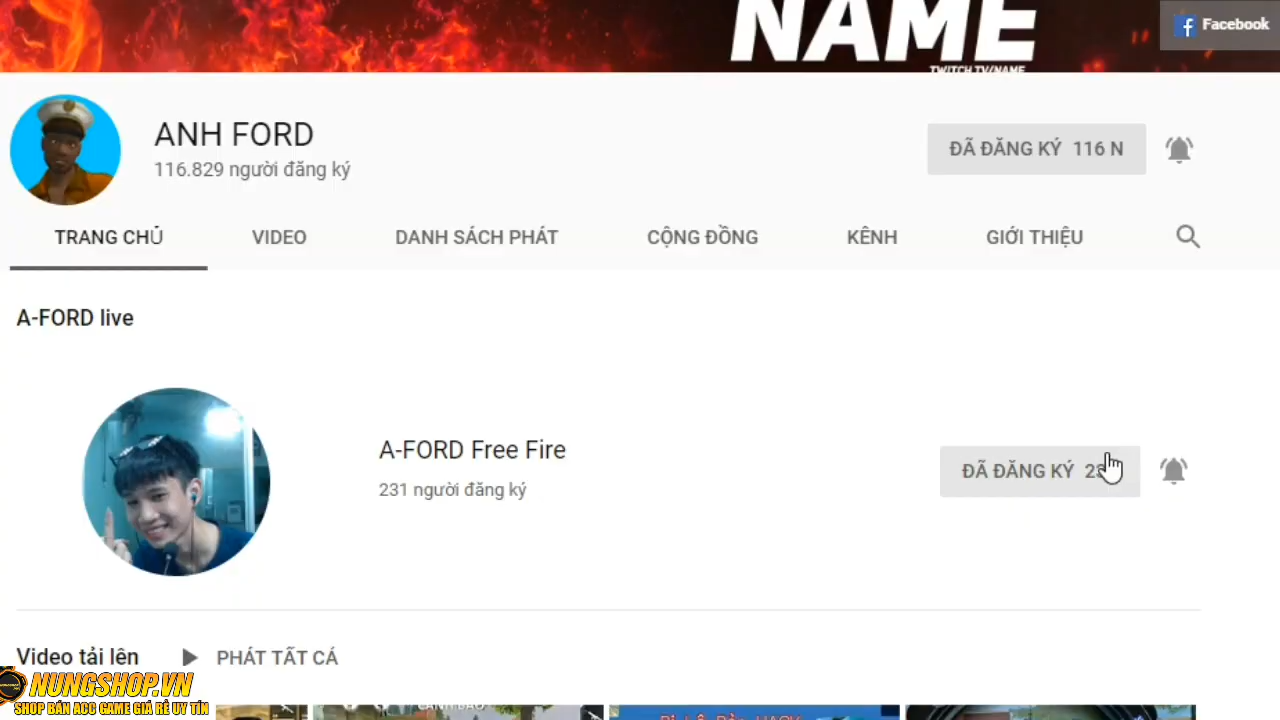 NAME
TWITCH.TV/NAME
Facebook
ANH FORD
116.829 người đăng ký
ĐÃ ĐĂNG KÝ 116 N
TRANG CHỦ
VIDEO
DANH SÁCH PHÁT
CỘNG ĐỒNG
KÊNH
GIỚI THIỆU
A-FORD live
A-FORD Free Fire
231 người đăng ký
ĐÃ ĐĂNG KÝ
Video tải lên
PHÁT TẤT CẢ
NUNGSHOP.VN
SHOP BÁN ACC GAME GIÁ RẺ UY TÍN